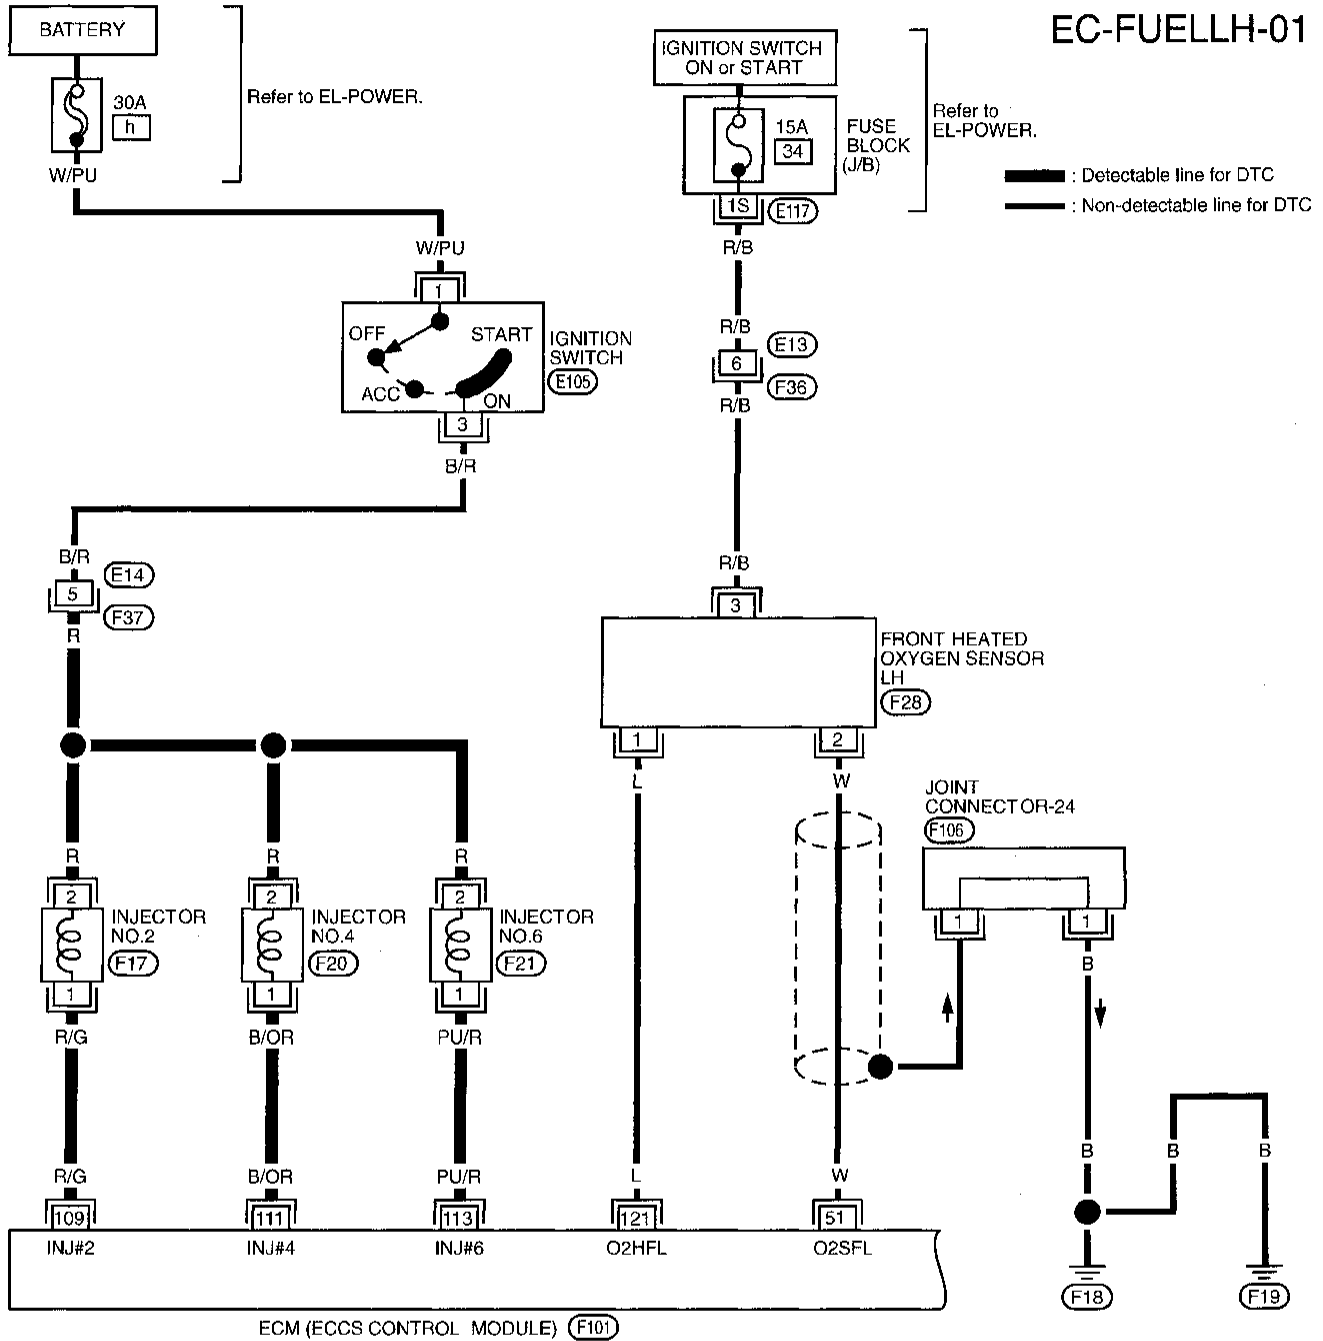 EC-FUELLH-01
BATTERY
30A
h
Refer to EL-POWER.
W/PU
W/PU
1
OFF
START
ACC
ON
IGNITION
SWITCH
E105
3
B/R
B/R
E14
5
F37
R
IGNITION SWITCH
ON or START
15A
34
FUSE
BLOCK
(J/B)
Refer to
EL-POWER.
1S
E117
R/B
: Detectable line for DTC
: Non-detectable line for DTC
R/B
E13
6
F36
R/B
R/B
3
FRONT HEATED
OXYGEN SENSOR
LH
F28
1
2
L
W
JOINT
CONNECTOR-24
F106
1
1
B
R
R
R
2
2
2
INJECTOR
NO.2
F17
INJECTOR
NO.4
F20
INJECTOR
NO.6
F21
1
1
1
R/G
B/OR
PU/R
R/G
B/OR
PU/R
L
W
B
B
B
109
111
113
121
51
INJ#2
INJ#4
INJ#6
O2HFL
O2SFL
F18
F19
ECM (ECCS CONTROL MODULE)
F101